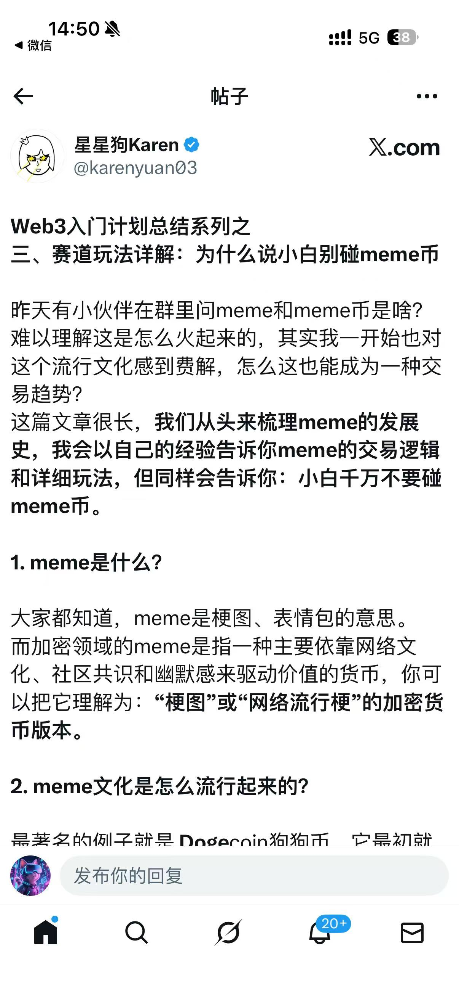 14:50
微信
5G
38
帖子
星星狗Karen
@karenyuan03
X.com
Web3入门计划总结系列之
三、赛道玩法详解：为什么说小白别碰meme币
昨天有小伙伴在群里问meme和meme币是啥？
难以理解这是怎么火起来的，其实我一开始也对
这个流行文化感到费解，怎么这也能成为一种交
易趋势？
这篇文章很长，我们从头来梳理meme的发展
史，我会以自己的经验告诉你meme的交易逻辑
和详细玩法，但同样会告诉你：小白千万不要碰
meme币。
1. meme是什么？
大家都知道，meme是梗图、表情包的意思。
而加密领域的meme是指一种主要依靠网络文
化、社区共识和幽默感来驱动价值的货币，你可
以把它理解为：“梗图”或“网络流行梗”的加密货
币版本。
2. meme文化是怎么流行起来的？
最著名的例子就是 Dogecoin狗狗币，它最初就
发布你的回复
20+